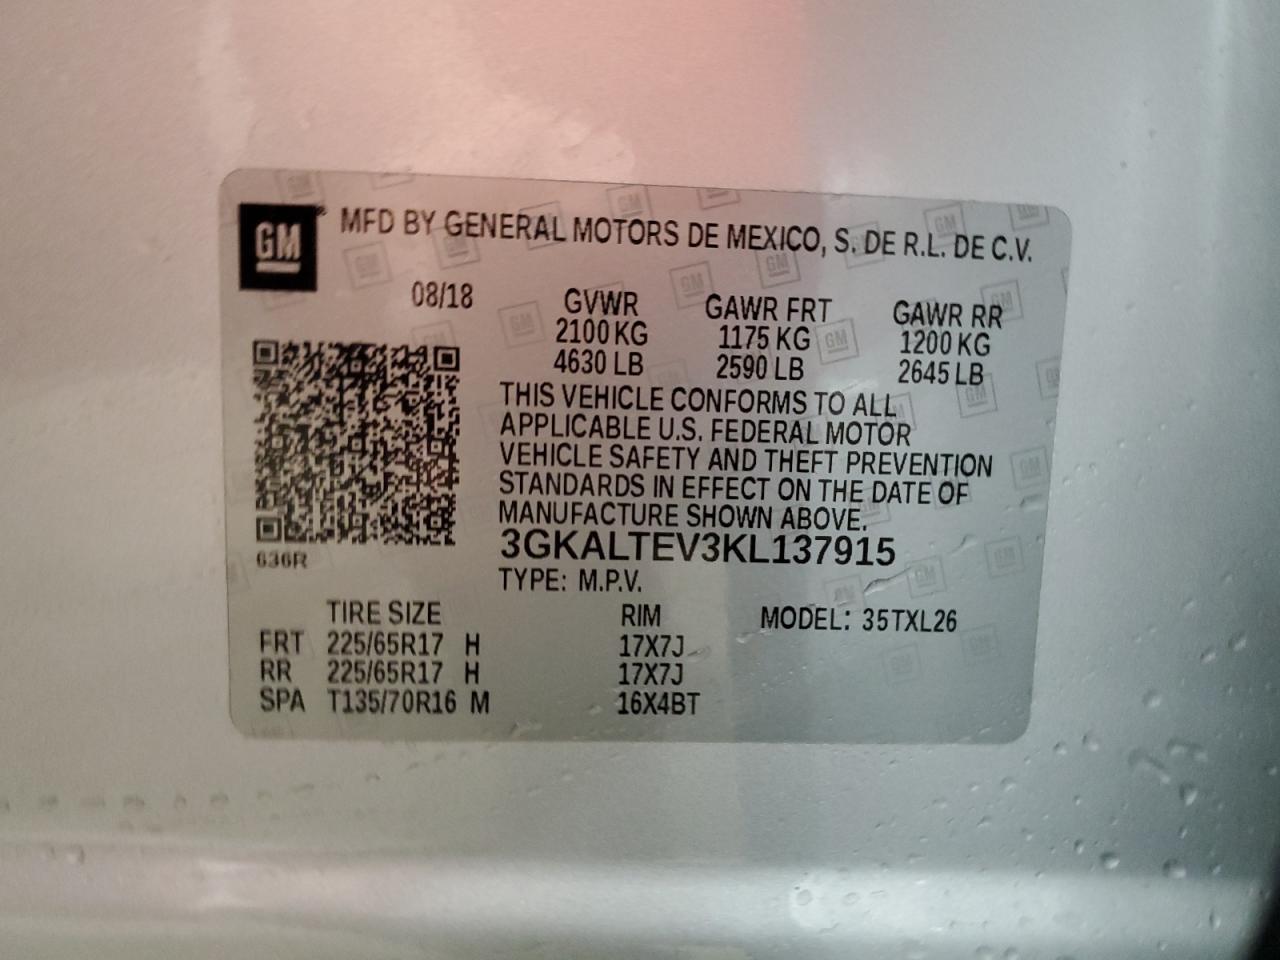 GM MFD BY GENERAL MOTORS DE MEXICO, S. DE R.L. DE C.V.
08/18 GVWR GAWR FRT GAWR RR
2100 KG 1175 KG 1200 KG
4630 LB 2590 LB 2645 LB
THIS VEHICLE CONFORMS TO ALL
APPLICABLE U.S. FEDERAL MOTOR
VEHICLE SAFETY AND THEFT PREVENTION
STANDARDS IN EFFECT ON THE DATE OF
MANUFACTURE SHOWN ABOVE.
3GKALTEV3KL137915
636R
TYPE: M.P.V.
TIRE SIZE RIM MODEL: 35TXL26
FRT 225/65R17 H 17X7J
RR 225/65R17 H 17X7J
SPA T135/70R16 M 16X4BT